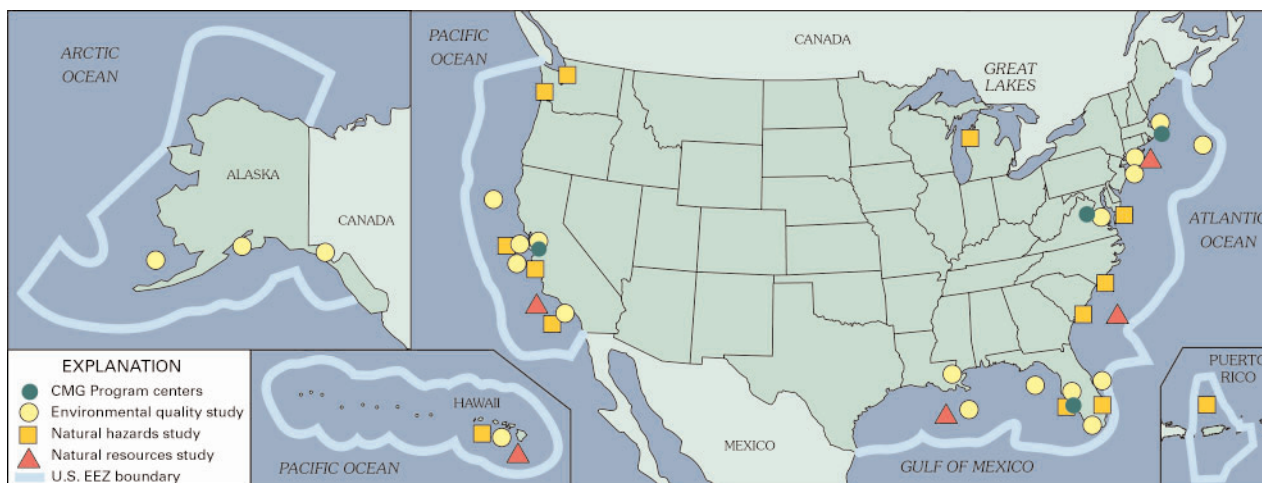 ARCTIC
OCEAN
ALASKA
CANADA
PACIFIC
OCEAN
CANADA
GREAT
LAKES
ATLANTIC
OCEAN
MEXICO
GULF OF MEXICO
EXPLANATION
CMG Program centers
Environmental quality study
Natural hazards study
Natural resources study
U.S. EEZ boundary
HAWAII
PACIFIC OCEAN
PUERTO
RICO